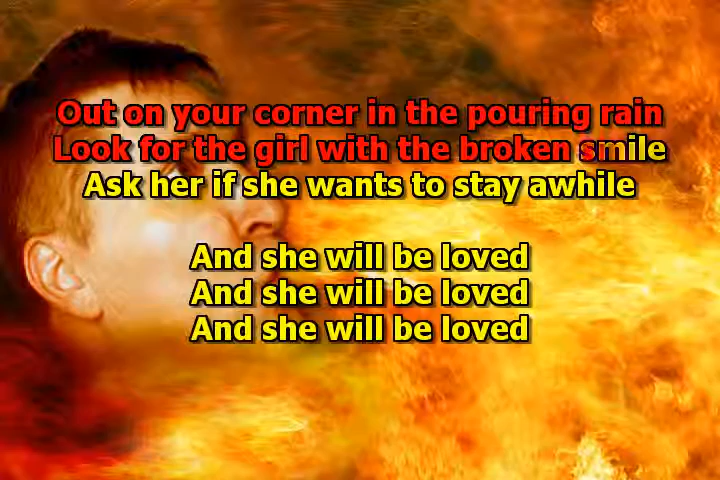 Out on your corner in the pouring rain
Look for the girl with the broken smile
Ask her if she wants to stay awhile
And she will be loved
And she will be loved
And she will be loved